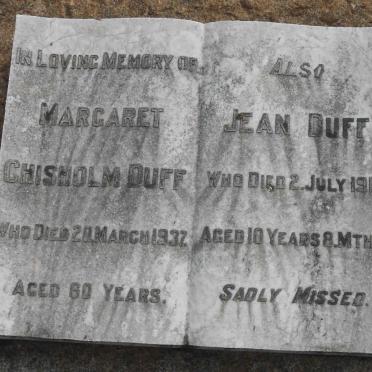 IN LOVING MEMORY OF
MARGARET
CHISHOLM DUFF
WHO DIED 20.MARCH 1937.
AGED 60 YEARS.
ALSO
JEAN DUFF
WHO DIED 2.JULY
AGED 10 YEARS 8.MTH
SADLY MISSED.